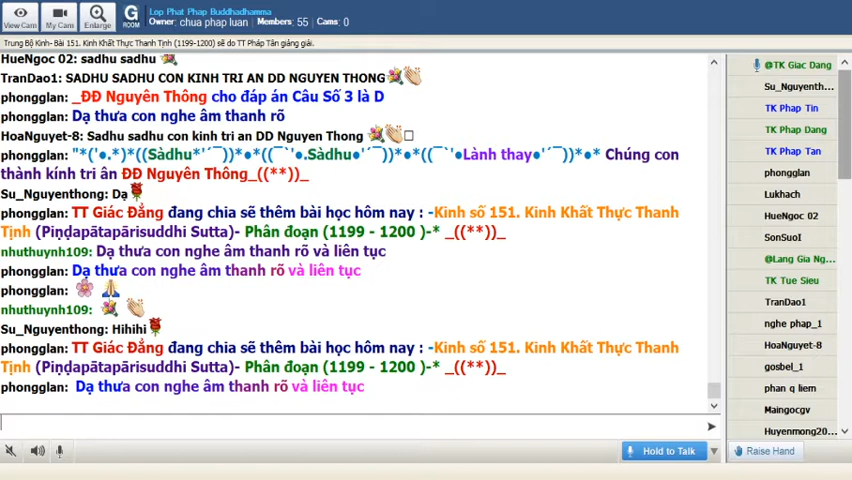 Lop Phat Phap Buddhadhamma
G
ROOM
Owner: chua phap luan   Members: 55   Cams: 0
View Cam   My Cam   Enlarge
Trung Bộ Kinh- Bài 151. Kinh Khất Thực Thanh Tịnh (1199-1200) sẽ do TT Pháp Tân giảng giải.
HueNgoc 02: sadhu sadhu
TranDao1: SADHU SADHU CON KINH TRI AN DD NGUYEN THONG
phongglan: _ĐĐ Nguyên Thông cho đáp án Câu Số 3 là D
phongglan: Dạ thưa con nghe âm thanh rõ
HoaNguyet-8: Sadhu sadhu con kinh tri an DD Nguyen Thong
phongglan: "*('●.*)*((Sàdhu*'´¯))*●*((¯`'●.Sàdhu●'´¯))*●*((¯`'●Lành thay●'´¯))*●* Chúng con
thành kính tri ân ĐĐ Nguyên Thông_((**))_
Su_Nguyenthong: Dạ
phongglan: TT Giác Đẳng đang chia sẽ thêm bài học hôm nay : -Kinh số 151. Kinh Khất Thực Thanh
Tịnh (Piṇḍapātapārisuddhi Sutta)- Phân đoạn (1199 - 1200 )-* _((**))_
nhuthuynh109: Dạ thưa con nghe âm thanh rõ và liên tục
phongglan: Dạ thưa con nghe âm thanh rõ và liên tục
phongglan:
nhuthuynh109:
Su_Nguyenthong: Hihihi
phongglan: TT Giác Đẳng đang chia sẽ thêm bài học hôm nay : -Kinh số 151. Kinh Khất Thực Thanh
Tịnh (Piṇḍapātapārisuddhi Sutta)- Phân đoạn (1199 - 1200 )-* _((**))_
phongglan: Dạ thưa con nghe âm thanh rõ và liên tục
@TK Giac Dang
Su_Nguyenth...
TK Phap Tin
TK Phap Dang
TK Phap Tan
phongglan
Lukhach
HueNgoc 02
SonSuoI
@Lang Gia Ng...
TK Tue Sieu
TranDao1
nghe phap_1
HoaNguyet-8
gosbel_1
phan q liem
Maingocgv
Huyenmong20...
Hold to Talk
Raise Hand